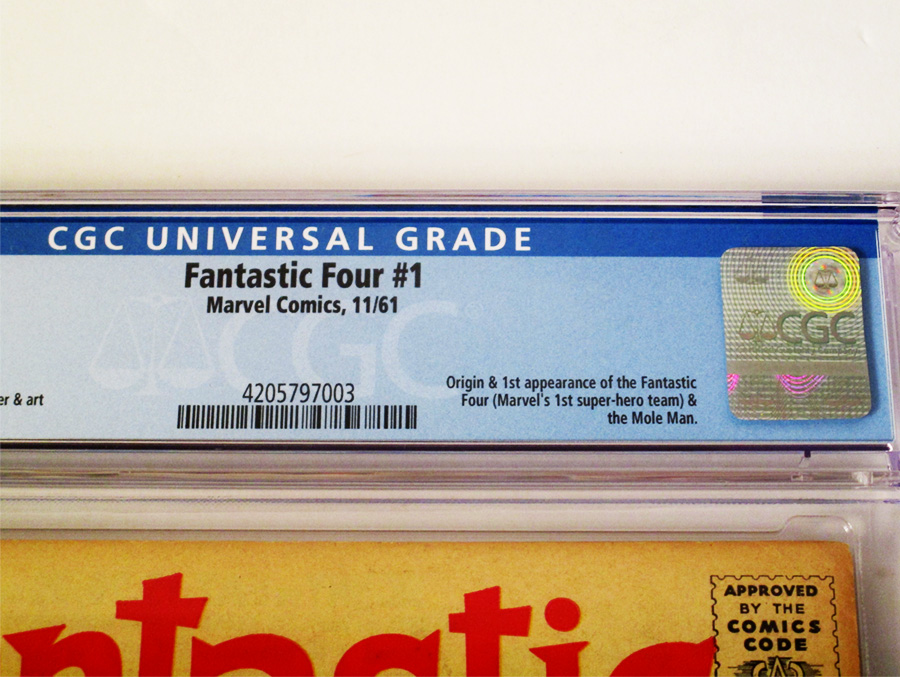 CGC UNIVERSAL GRADE
Fantastic Four #1
Marvel Comics, 11/61
CGC
CGC
er & art
4205797003
Origin & 1st appearance of the Fantastic
Four (Marvel's 1st super-hero team) &
the Mole Man.
ntastic
APPROVED
BY THE
COMICS
CODE